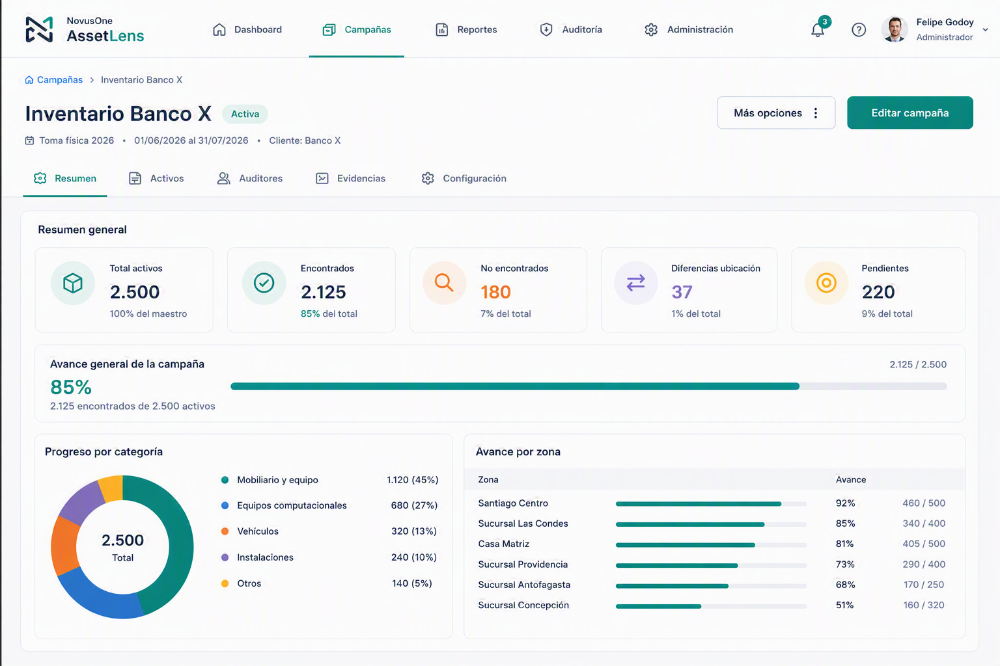 NovusOne
AssetLens
Dashboard
Campañas
Reportes
Auditoría
Administración
3
Felipe Godoy
Administrador
Campañas > Inventario Banco X
Inventario Banco X
Activa
Más opciones
Editar campaña
Toma física 2026 • 01/06/2026 al 31/07/2026 • Cliente: Banco X
Resumen
Activos
Auditores
Evidencias
Configuración
Resumen general
Total activos
2.500
100% del maestro
Encontrados
2.125
85% del total
No encontrados
180
7% del total
Diferencias ubicación
37
1% del total
Pendientes
220
9% del total
Avance general de la campaña
2.125 / 2.500
85%
2.125 encontrados de 2.500 activos
Progreso por categoría
2.500
Total
Mobiliario y equipo 1.120 (45%)
Equipos computacionales 680 (27%)
Vehículos 320 (13%)
Instalaciones 240 (10%)
Otros 140 (5%)
Avance por zona
Zona Avance
Santiago Centro 92% 460 / 500
Sucursal Las Condes 85% 340 / 400
Casa Matriz 81% 405 / 500
Sucursal Providencia 73% 290 / 400
Sucursal Antofagasta 68% 170 / 250
Sucursal Concepción 51% 160 / 320